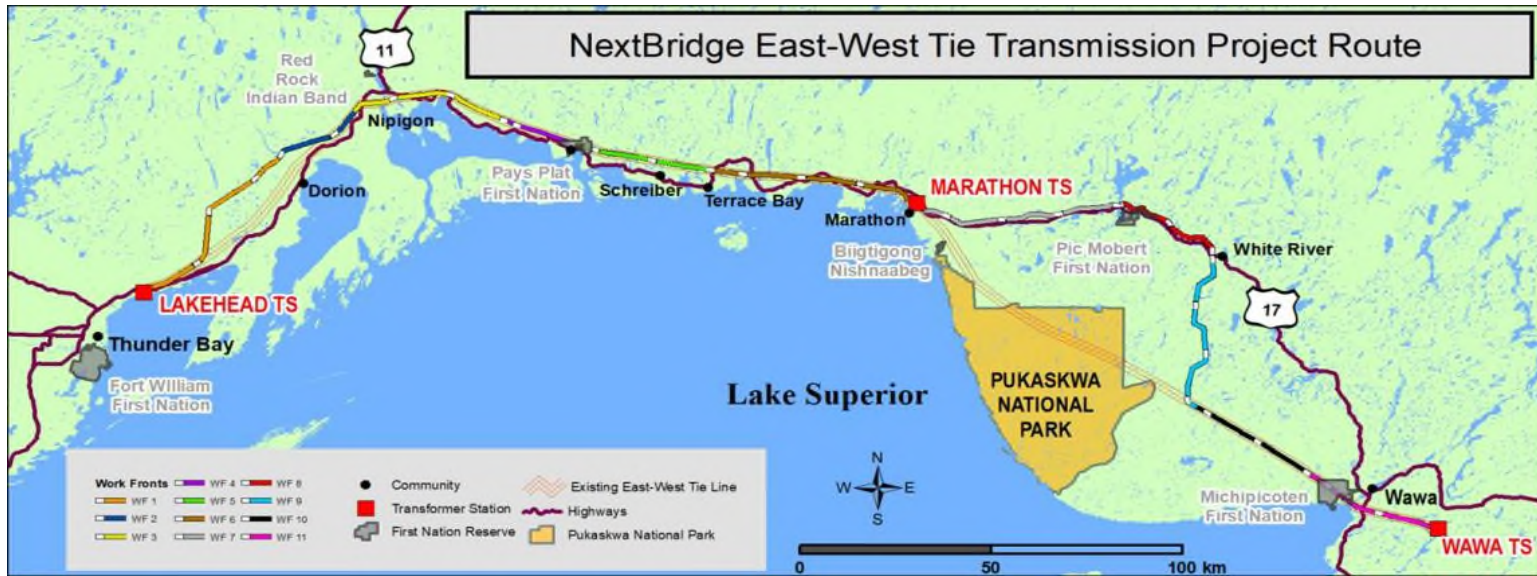 NextBridge East-West Tie Transmission Project Route
11
Red
Rock
Indian Band
Nipigon
Dorion
Pays Plat
First Nation
Schreiber
Terrace Bay
MARATHON TS
Marathon
Biigtigong
Nishnaabeg
Pic Mobert
First Nation
White River
17
LAKEHEAD TS
Thunder Bay
Fort William
First Nation
Lake Superior
PUKASKWA
NATIONAL
PARK
Michipicoten
First Nation
Wawa
WAWA TS
Work Fronts
WF 1
WF 2
WF 3
WF 4
WF 5
WF 6
WF 7
WF 8
WF 9
WF 10
WF 11
Community
Transformer Station
First Nation Reserve
Existing East-West Tie Line
Highways
Pukaskwa National Park
N
W E
S
0 50 100 km